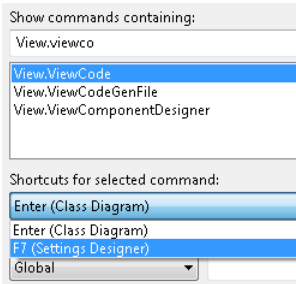 Show commands containing:
View.viewco
View.ViewCode
View.ViewCodeGenFile
View.ViewComponentDesigner
Shortcuts for selected command:
Enter (Class Diagram)
Enter (Class Diagram)
F7 (Settings Designer)
Global